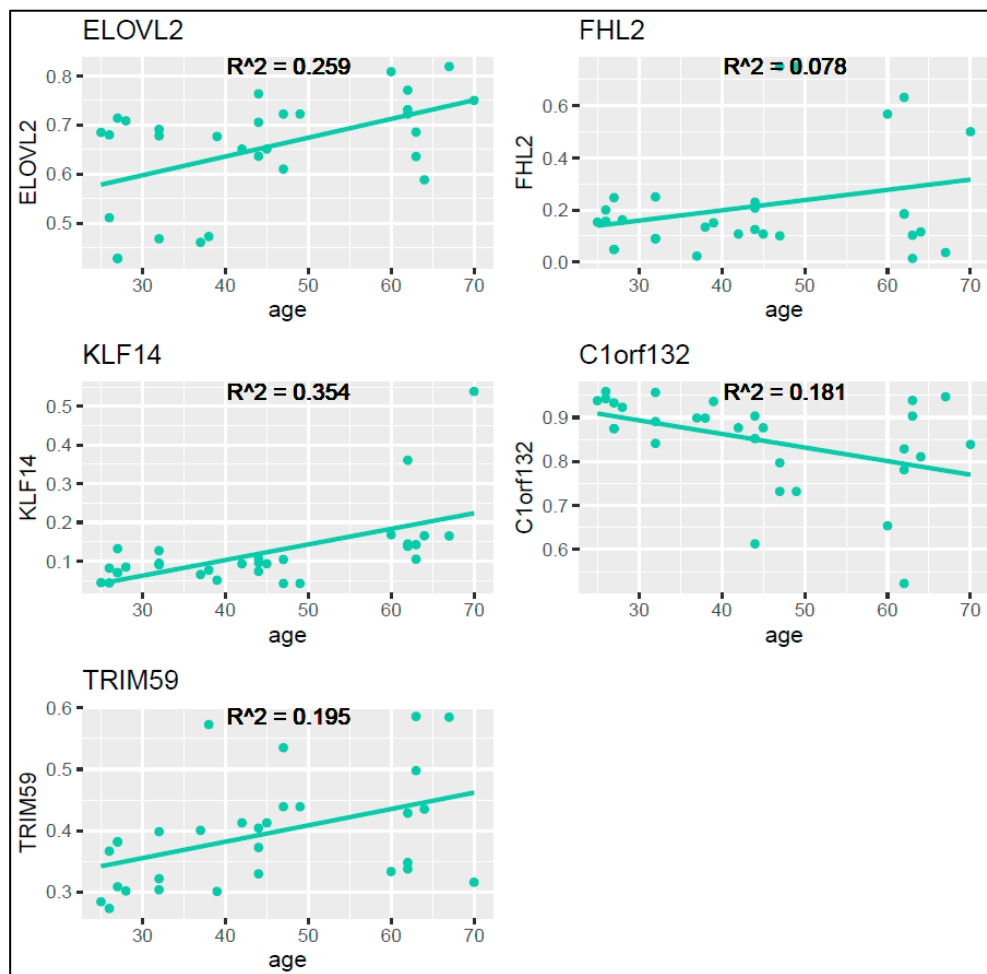 ELOVL2
R^2 = 0.259
0.8
0.7
0.6
0.5
ELOVL2
30 40 50 60 70
age
FHL2
R^2 = 0.078
0.6
0.4
0.2
0.0
FHL2
30 40 50 60 70
age
KLF14
R^2 = 0.354
0.5
0.4
0.3
0.2
0.1
KLF14
30 40 50 60 70
age
C1orf132
R^2 = 0.181
0.9
0.8
0.7
0.6
C1orf132
30 40 50 60 70
age
TRIM59
R^2 = 0.195
0.6
0.5
0.4
0.3
TRIM59
30 40 50 60 70
age